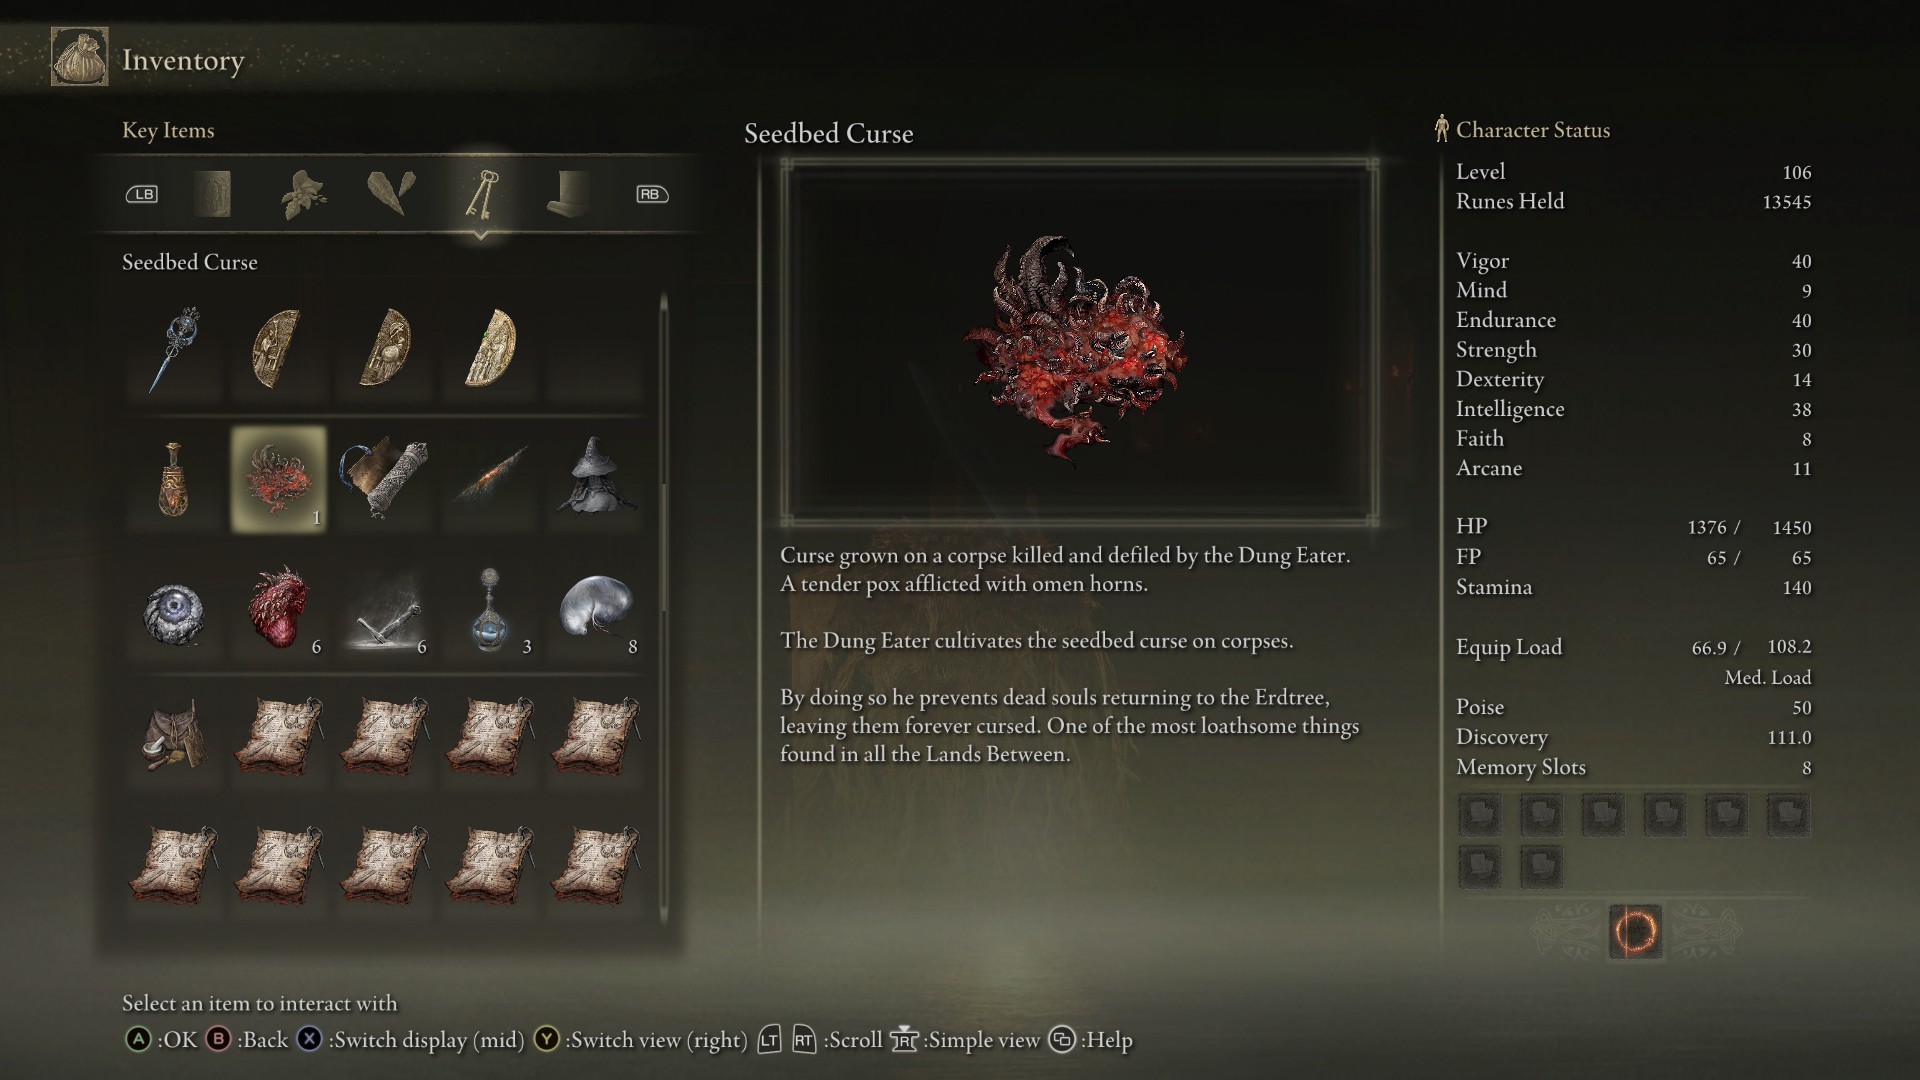 Inventory
Key Items
LB
RB
Seedbed Curse
1
6
6
3
8
Seedbed Curse
Curse grown on a corpse killed and defiled by the Dung Eater.
A tender pox afflicted with omen horns.
The Dung Eater cultivates the seedbed curse on corpses.
By doing so he prevents dead souls returning to the Erdtree,
leaving them forever cursed. One of the most loathsome things
found in all the Lands Between.
Character Status
Level 106
Runes Held 13545
Vigor 40
Mind 9
Endurance 40
Strength 30
Dexterity 14
Intelligence 38
Faith 8
Arcane 11
HP 1376 / 1450
FP 65 / 65
Stamina 140
Equip Load 66.9 / 108.2
Med. Load
Poise 50
Discovery 111.0
Memory Slots 8
Select an item to interact with
A :OK B :Back X :Switch display (mid) Y :Switch view (right) LT RT :Scroll R :Simple view :Help